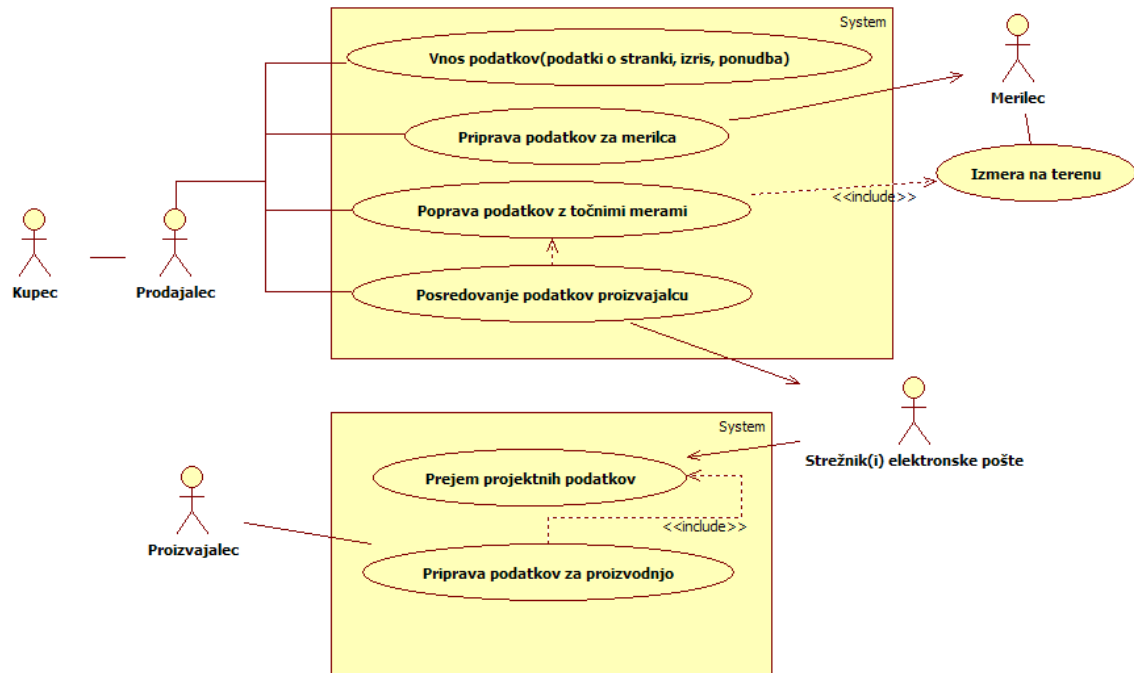 System
Vnos podatkov(podatki o stranki, izris, ponudba)
Merilec
Priprava podatkov za merilca
Izmera na terenu
<<include>>
Poprava podatkov z točnimi merami
Kupec
Prodajalec
Posredovanje podatkov proizvajalcu
System
Strežnik(i) elektronske pošte
Prejem projektnih podatkov
<<include>>
Proizvajalec
Priprava podatkov za proizvodnjo